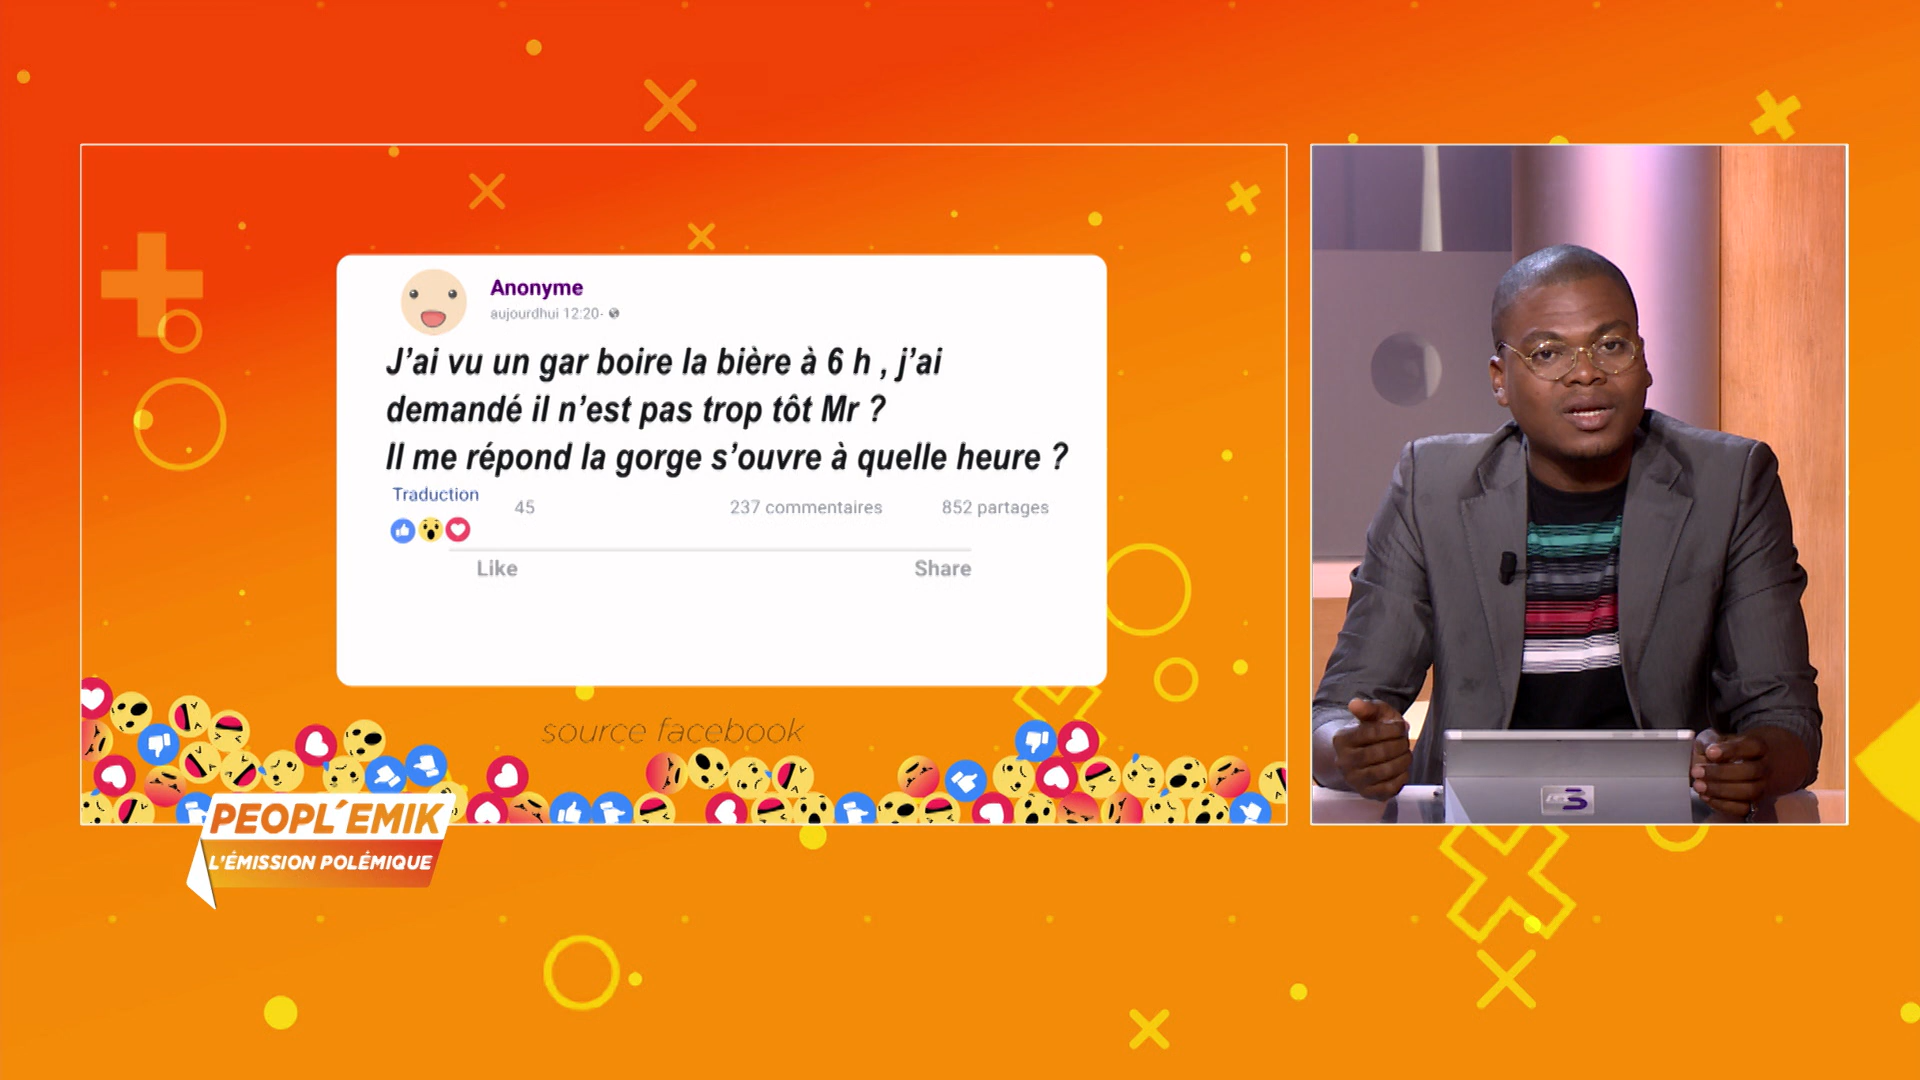 Anonyme
aujourdhui 12:20-
J'ai vu un gar boire la bière à 6 h , j'ai
demandé il n'est pas trop tôt Mr ?
Il me répond la gorge s'ouvre à quelle heure ?
Traduction
45
237 commentaires
852 partages
Like
Share
source facebook
PEOPL´EMIK
L'ÉMISSION POLÉMIQUE